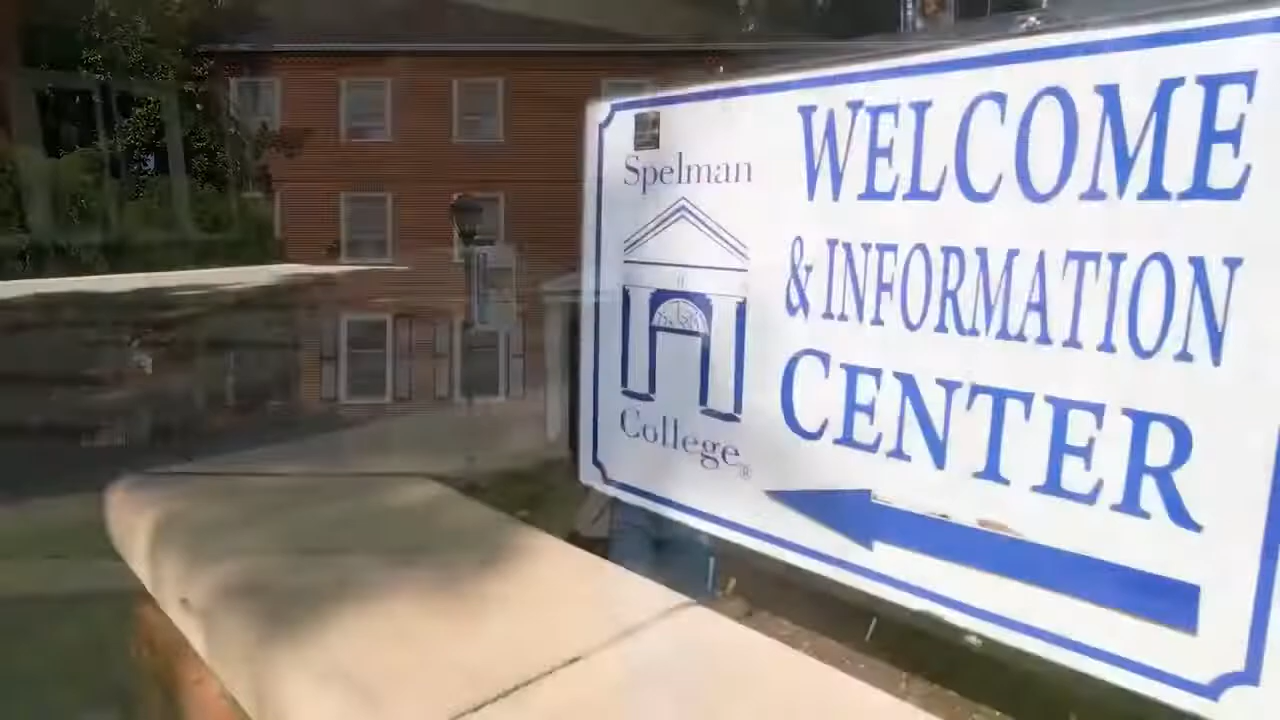 Spelman
College®
WELCOME
& INFORMATION
CENTER